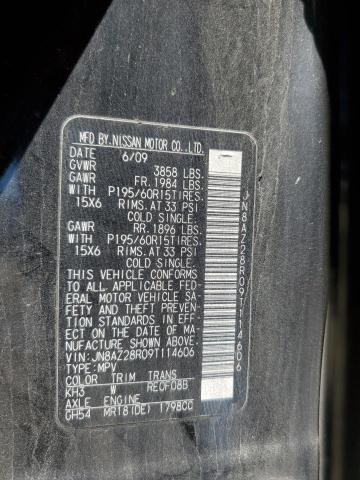 MFD BY NISSAN MOTOR CO.,LTD.
DATE 6/09
GVWR 3858 LBS.
GAWR FR. 1984 LBS.
WITH P195/60R15TIRES.
15X6 RIMS.AT 33 PSI
COLD SINGLE.
GAWR RR. 1896 LBS.
WITH P195/60R15TIRES.
15X6 RIMS.AT 33 PSI
COLD SINGLE.
THIS VEHICLE CONFORMS
TO ALL APPLICABLE FED-
ERAL MOTOR VEHICLE SA-
FETY AND THEFT PREVENTI-
ON STANDARDS IN EFF-
ECT ON THE DATE OF MA-
NUFACTURE SHOWN ABOVE.
VIN:JN8AZ28R09T114606
TYPE:MPV
COLOR TRIM TRANS
KH3 W RE0F08B
AXLE ENGINE
GH54 MR18(DE) 1798CC
JN8AZ28R09T114606